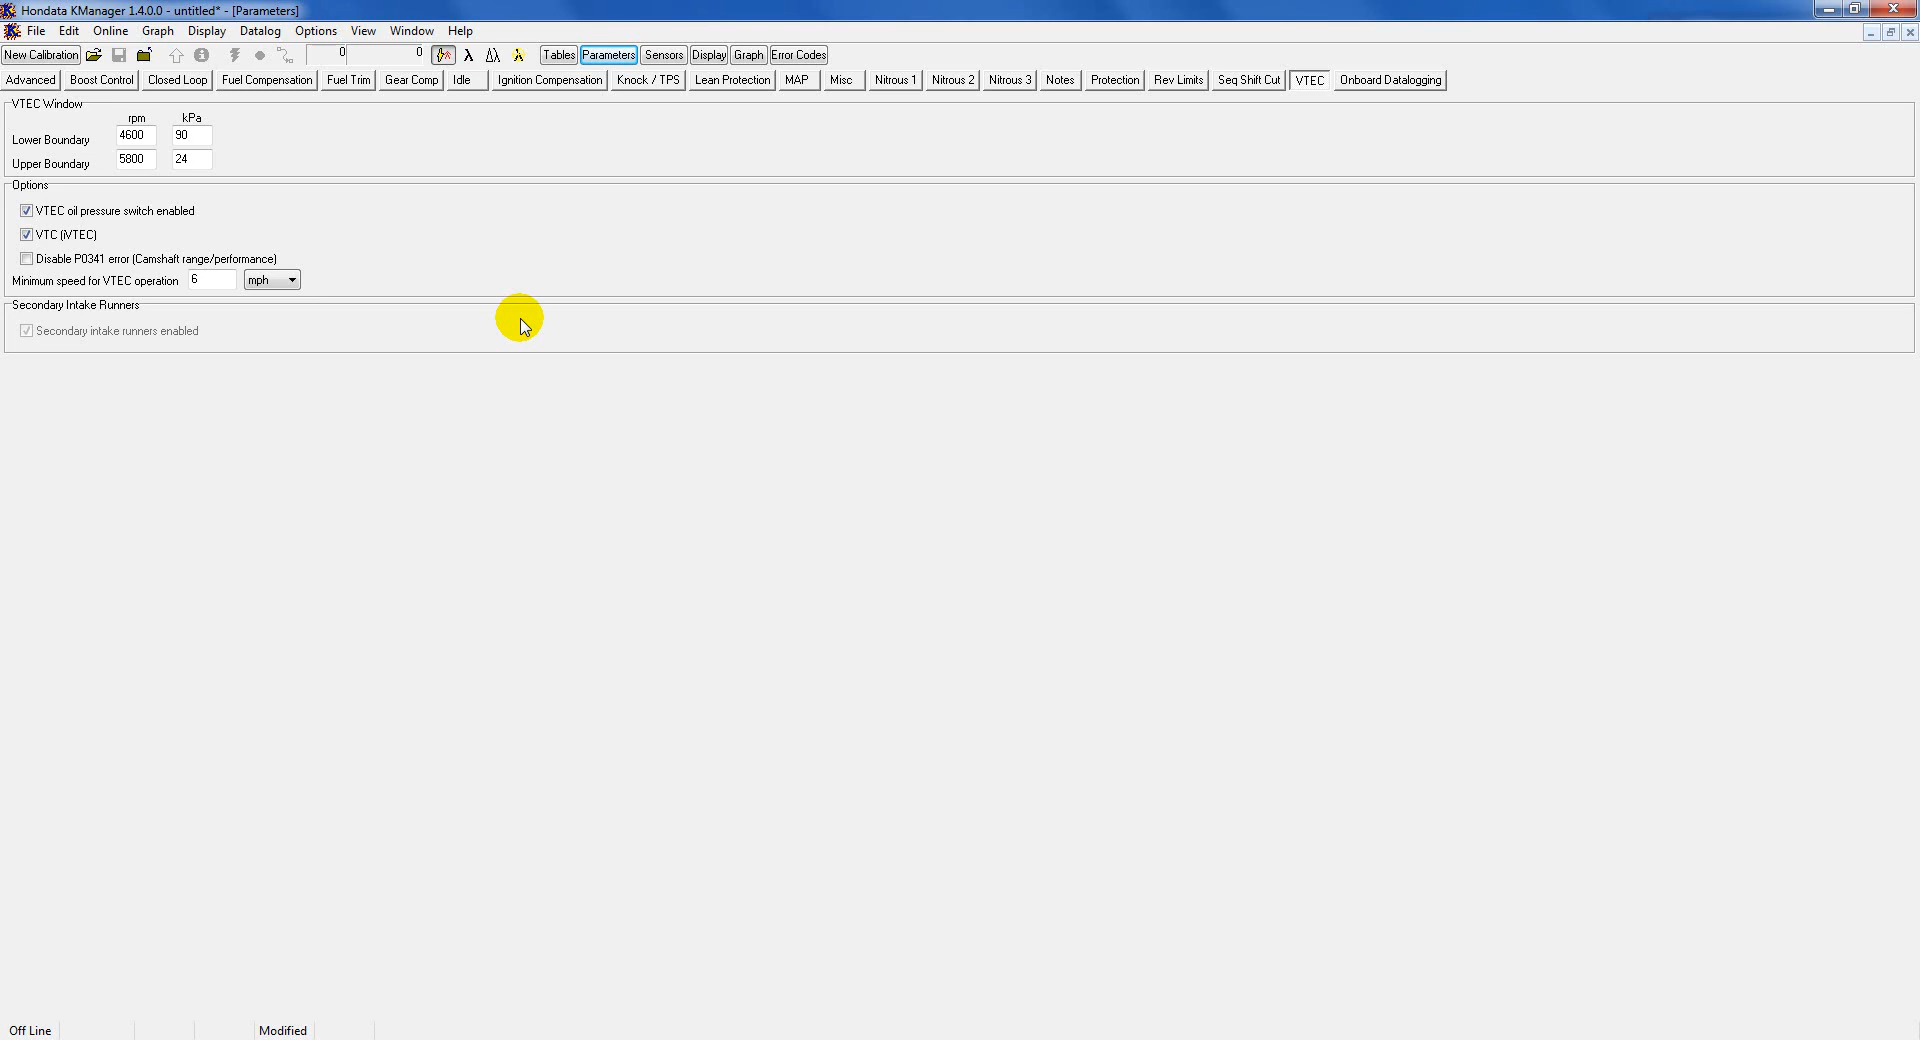 Hondata KManager 1.4.0.0 - untitled* - [Parameters]
File Edit Online Graph Display Datalog Options View Window Help
New Calibration 0 0 λ Tables Parameters Sensors Display Graph Error Codes
Advanced Boost Control Closed Loop Fuel Compensation Fuel Trim Gear Comp Idle Ignition Compensation Knock / TPS Lean Protection MAP Misc Nitrous 1 Nitrous 2 Nitrous 3 Notes Protection Rev Limits Seq Shift Cut VTEC Onboard Datalogging
VTEC Window
rpm kPa
Lower Boundary 4600 90
Upper Boundary 5800 24
Options
VTEC oil pressure switch enabled
VTC (iVTEC)
Disable P0341 error (Camshaft range/performance)
Minimum speed for VTEC operation 6 mph
Secondary Intake Runners
Secondary intake runners enabled
Off Line Modified